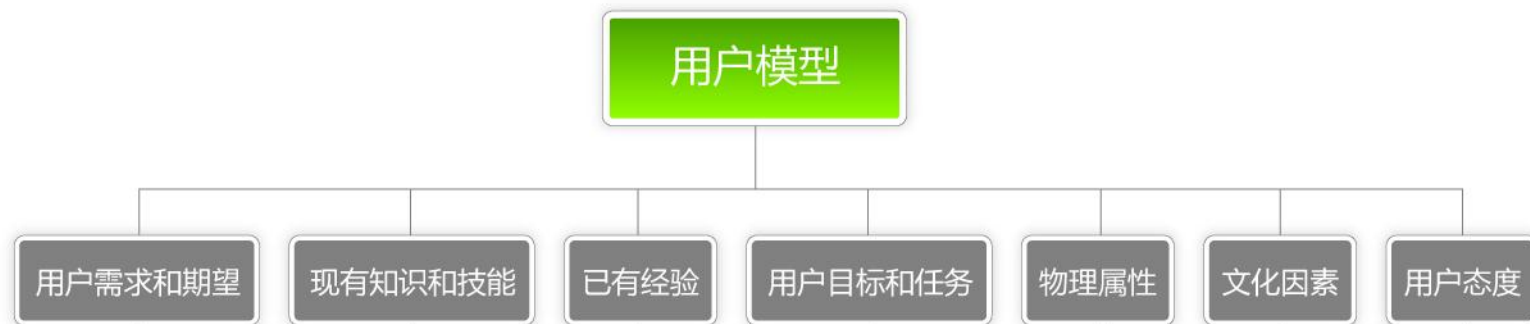 用户模型
用户需求和期望
现有知识和技能
已有经验
用户目标和任务
物理属性
文化因素
用户态度